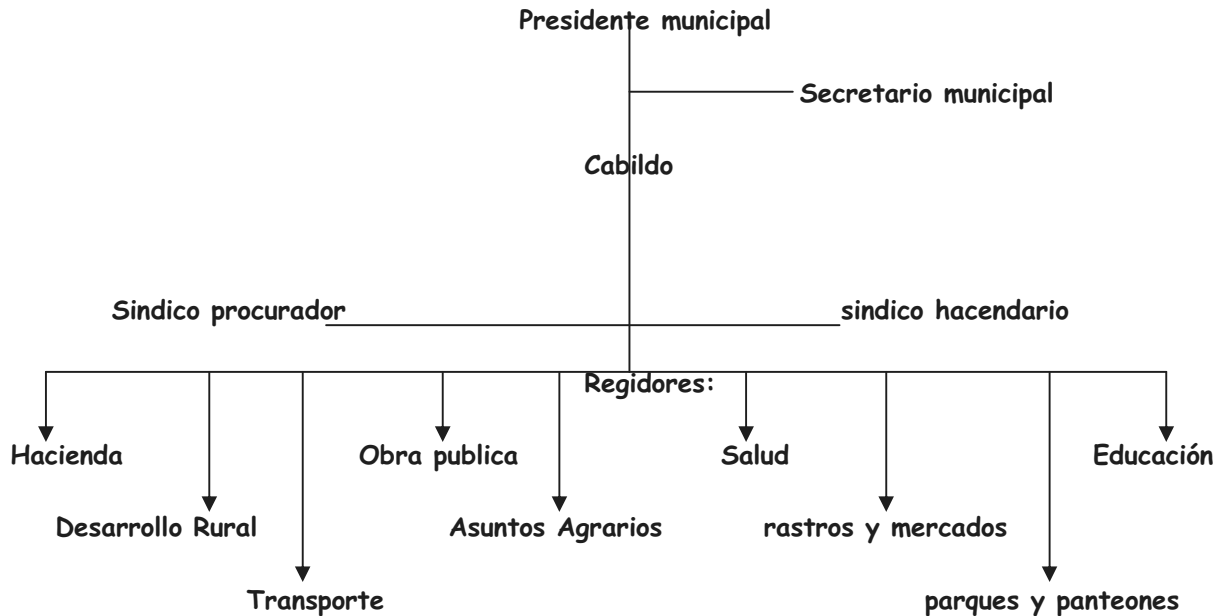 Presidente municipal
Secretario municipal
Cabildo
Sindico procurador
sindico hacendario
Regidores:
Hacienda
Obra publica
Salud
Educación
Desarrollo Rural
Asuntos Agrarios
rastros y mercados
Transporte
parques y panteones